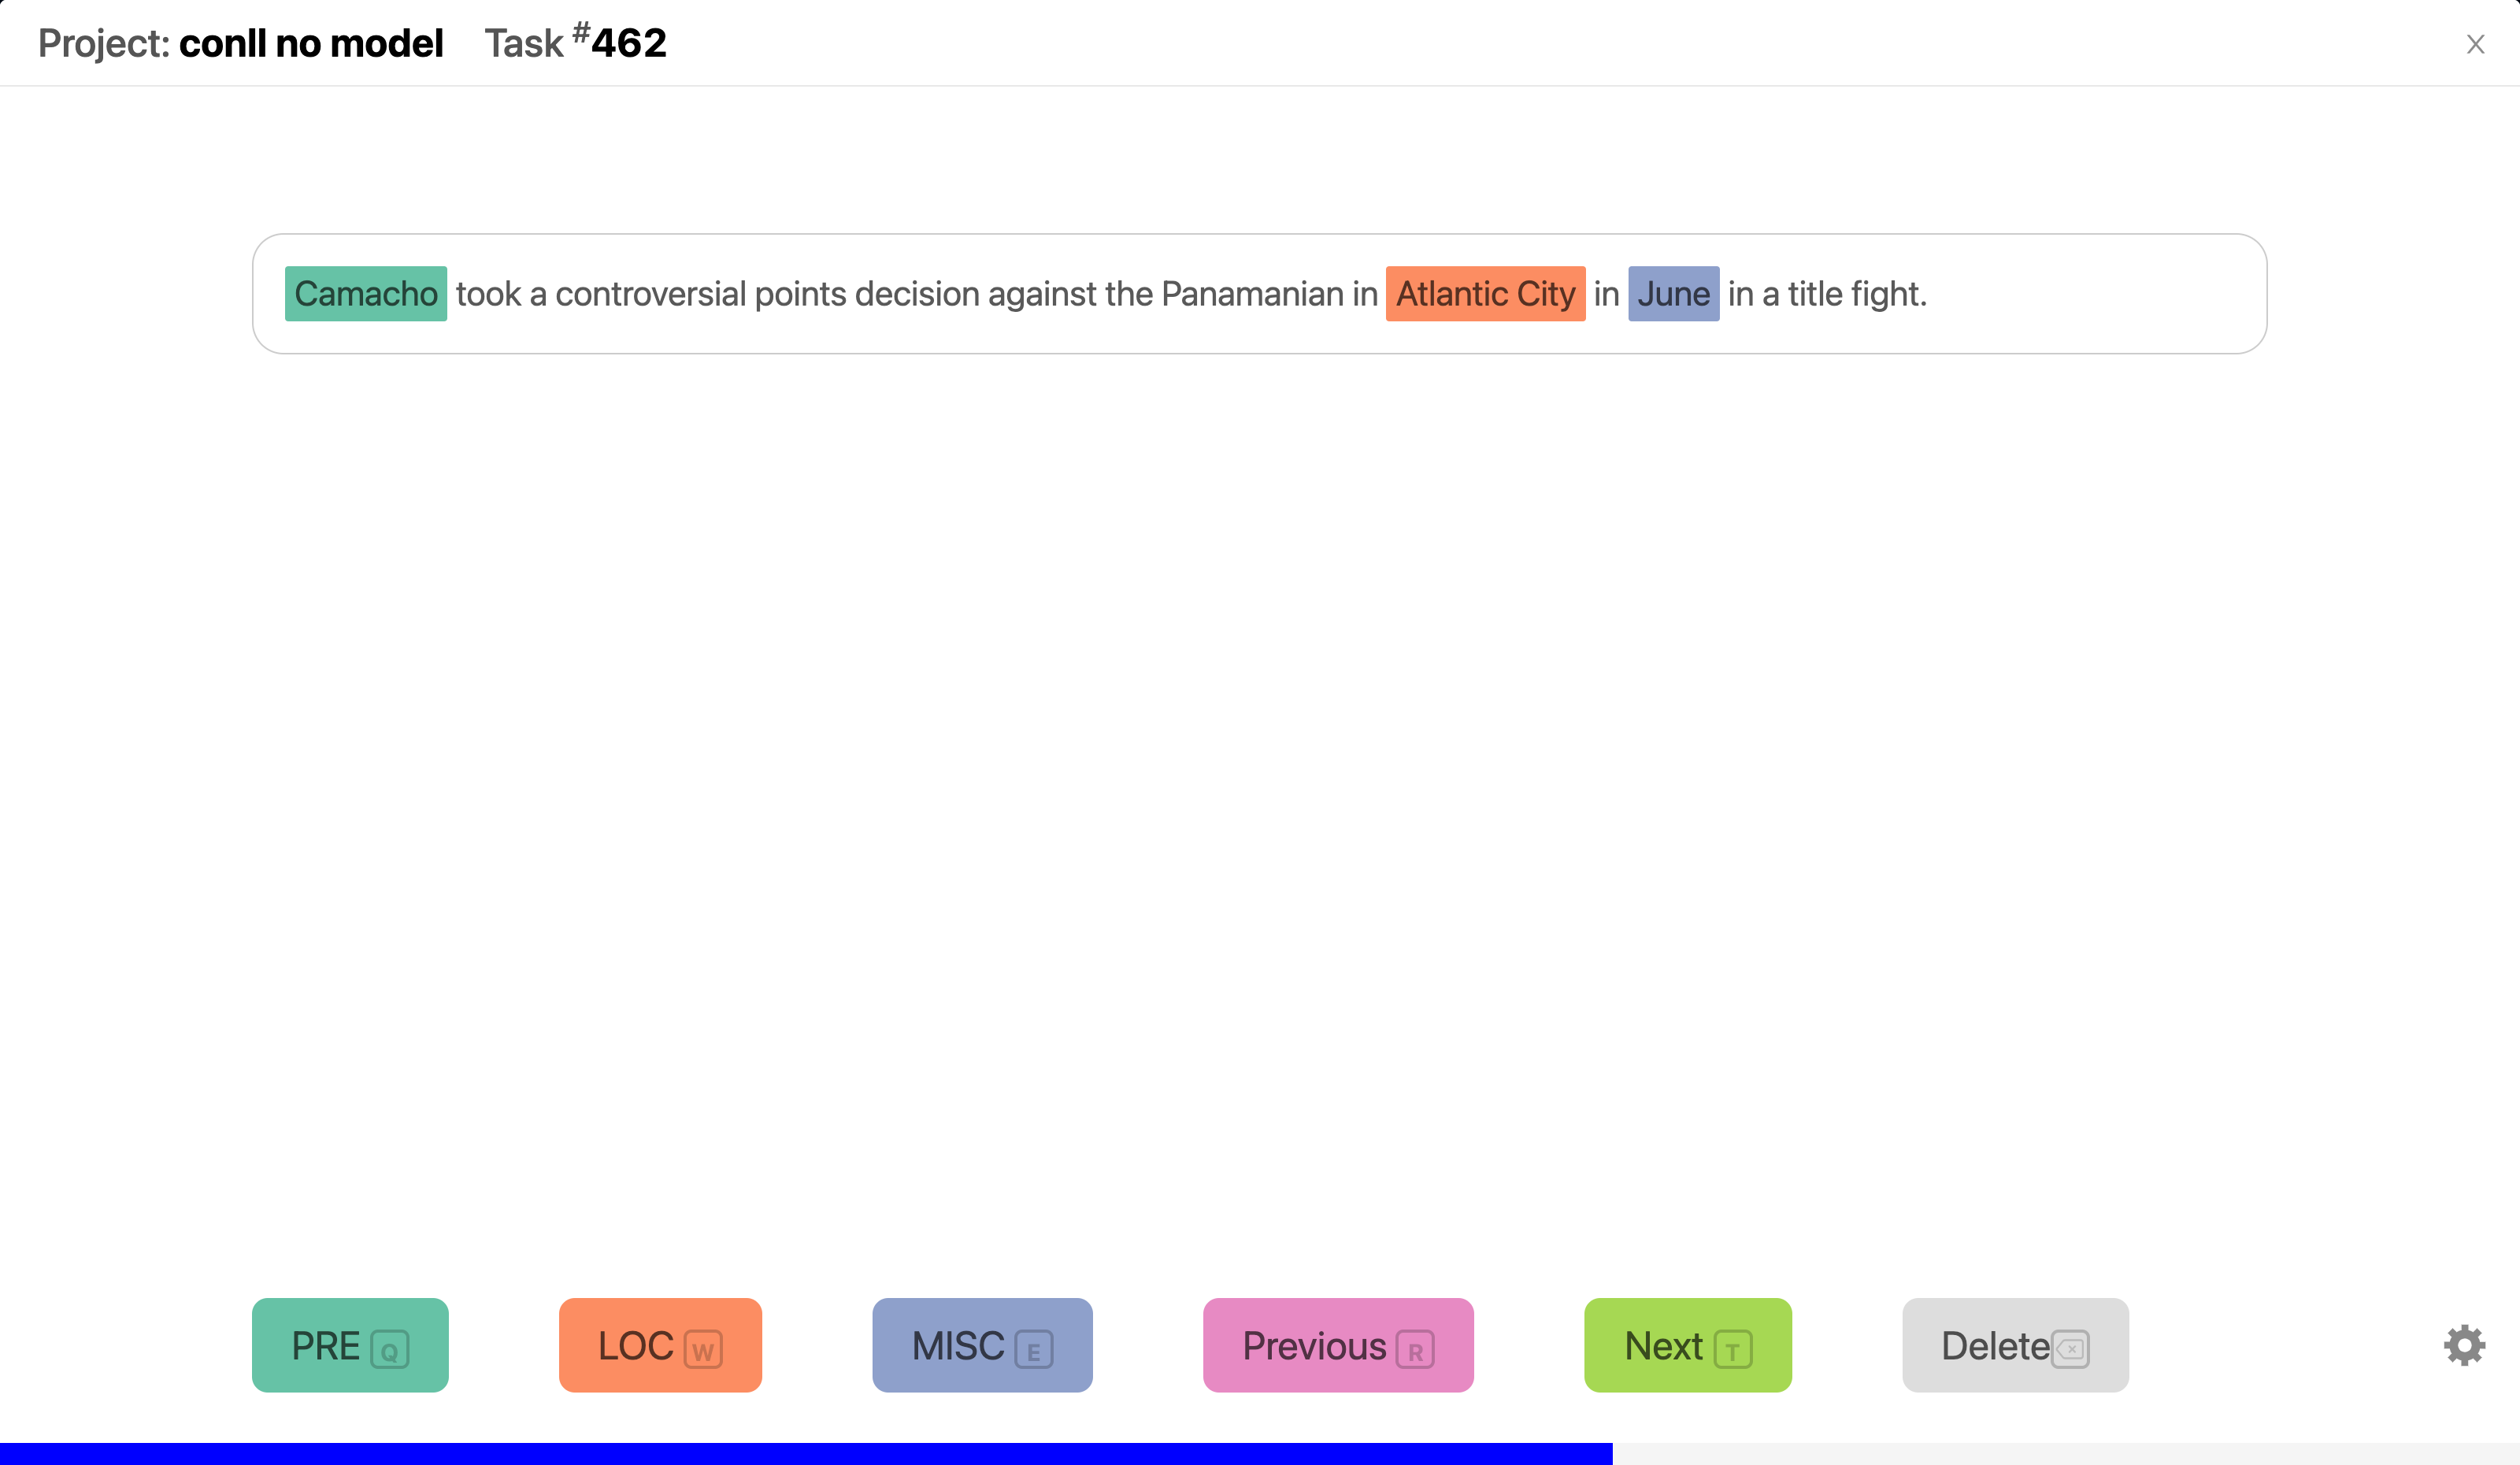 Project: conll no model Task #462
Camacho took a controversial points decision against the Panamanian in Atlantic City in June in a title fight.
PRE Q LOC W MISC E Previous R Next T Delete